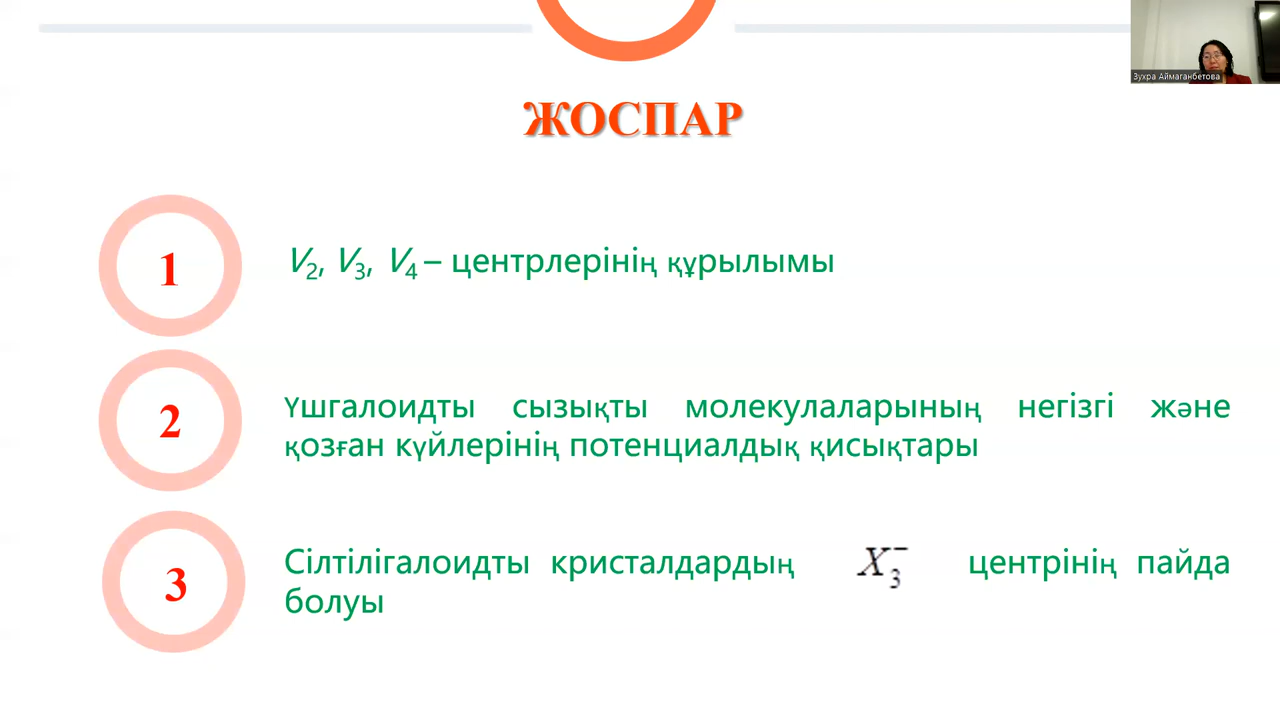 Зухра Аймаганбетова
ЖОСПАР
1
V₂, V₃, V₄ – центрлерінің құрылымы
2
Үшгалоидты сызықты молекулаларының негізгі және
қозған күйлерінің потенциалдық қисықтары
3
Сілтілігалоидты кристалдардың X₃⁻ центрінің пайда
болуы